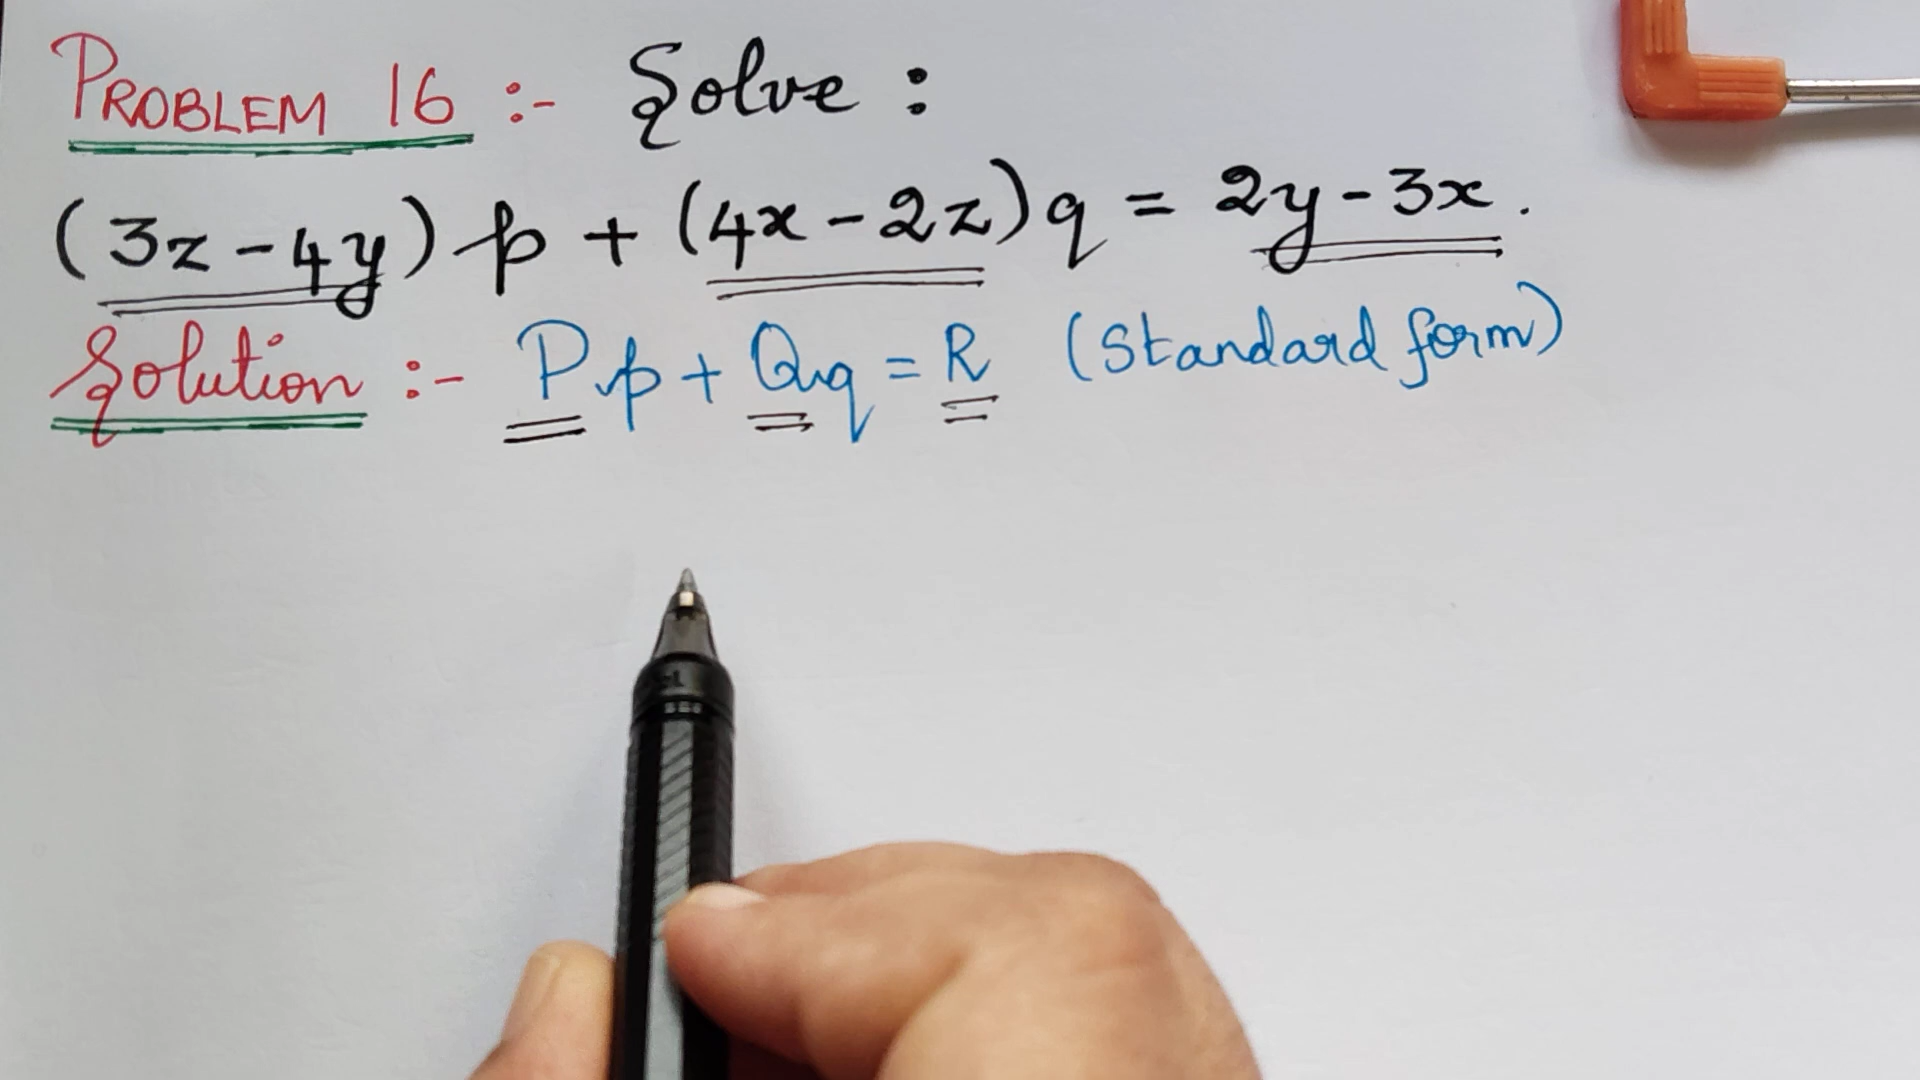 PROBLEM 16 :- Solve :
(3z - 4y) p + (4x - 2z) q = 2y - 3x .
Solution :- Pp + Qq = R (Standard form)